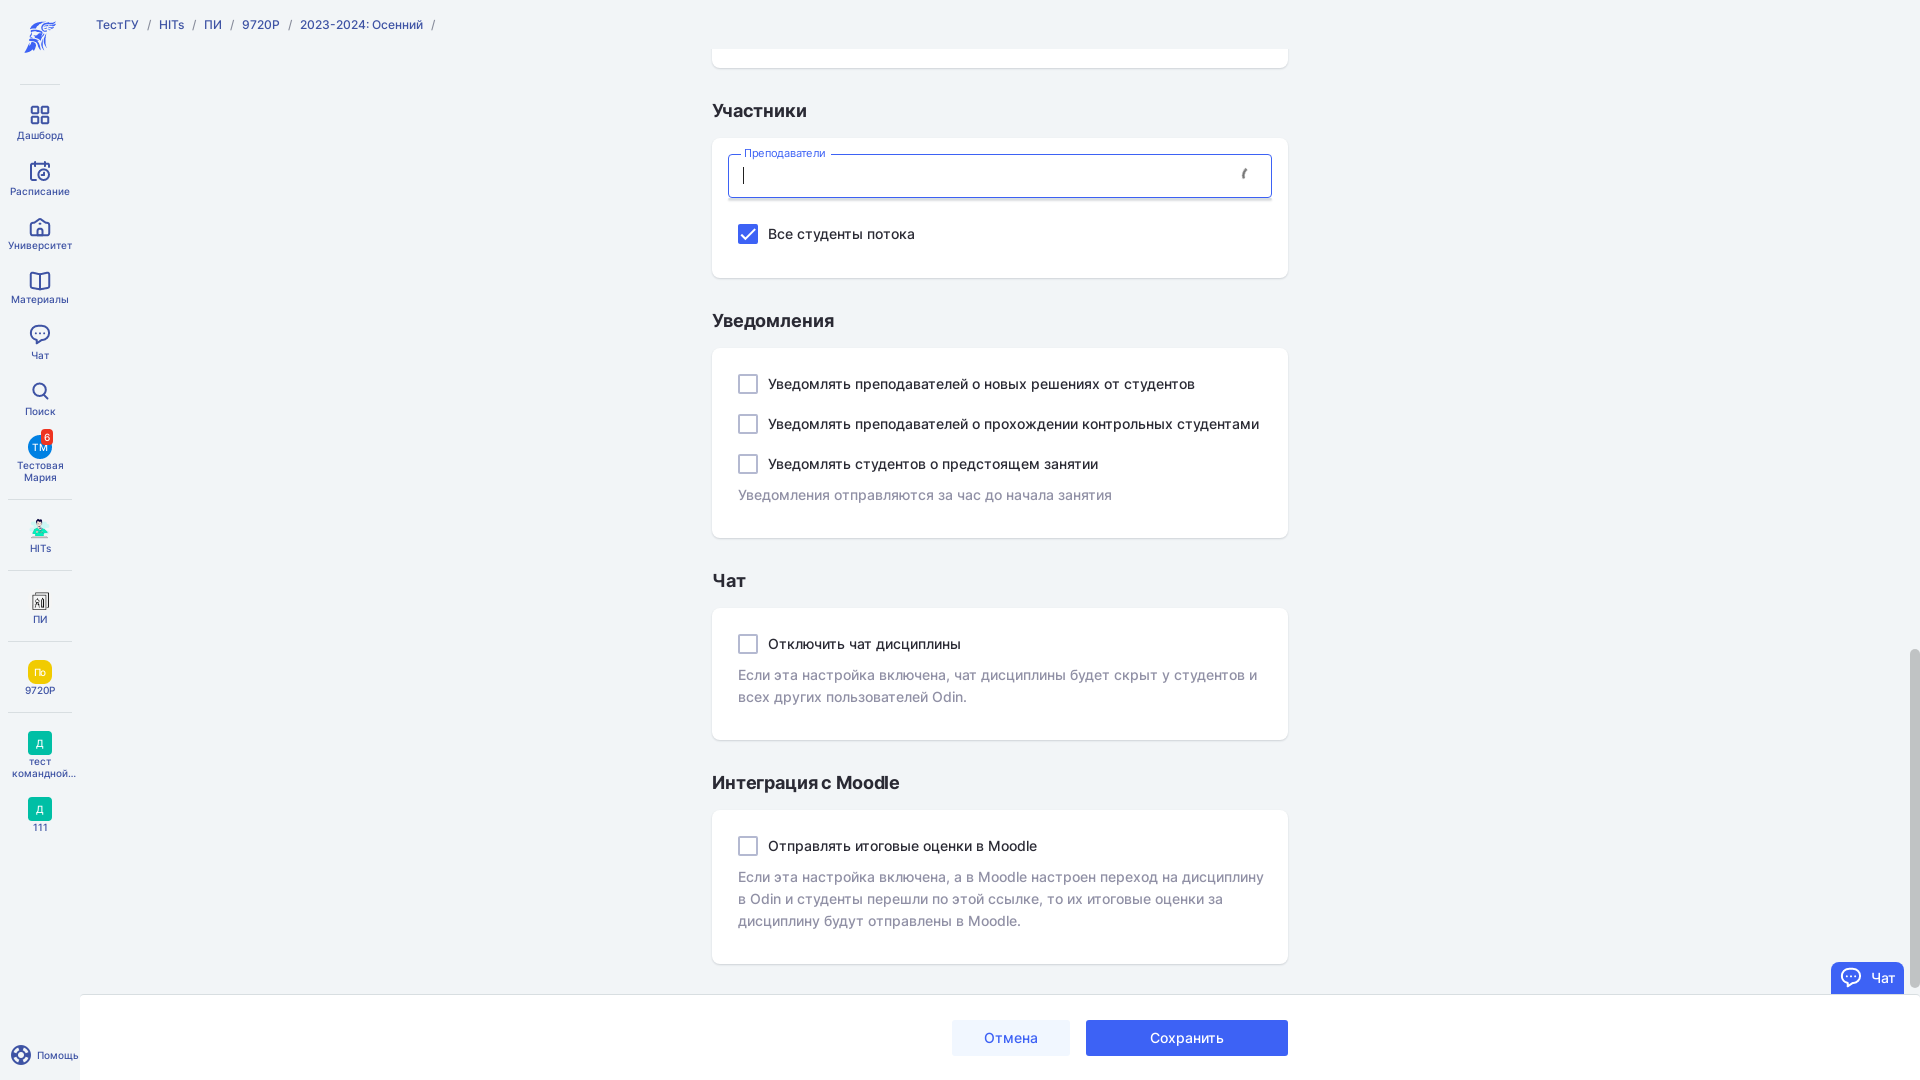 ТестГУ / HITs / ПИ / 9720Р / 2023-2024: Осенний /
Дашборд
Расписание
Университет
Материалы
Чат
Поиск
ТМ
6
Тестовая
Мария
HITs
ПИ
По
9720Р
Д
тест
командной...
Д
111
Помощь
Участники
Преподаватели
Все студенты потока
Уведомления
Уведомлять преподавателей о новых решениях от студентов
Уведомлять преподавателей о прохождении контрольных студентами
Уведомлять студентов о предстоящем занятии
Уведомления отправляются за час до начала занятия
Чат
Отключить чат дисциплины
Если эта настройка включена, чат дисциплины будет скрыт у студентов и
всех других пользователей Odin.
Интеграция с Moodle
Отправлять итоговые оценки в Moodle
Если эта настройка включена, а в Moodle настроен переход на дисциплину
в Odin и студенты перешли по этой ссылке, то их итоговые оценки за
дисциплину будут отправлены в Moodle.
Чат
Отмена
Сохранить